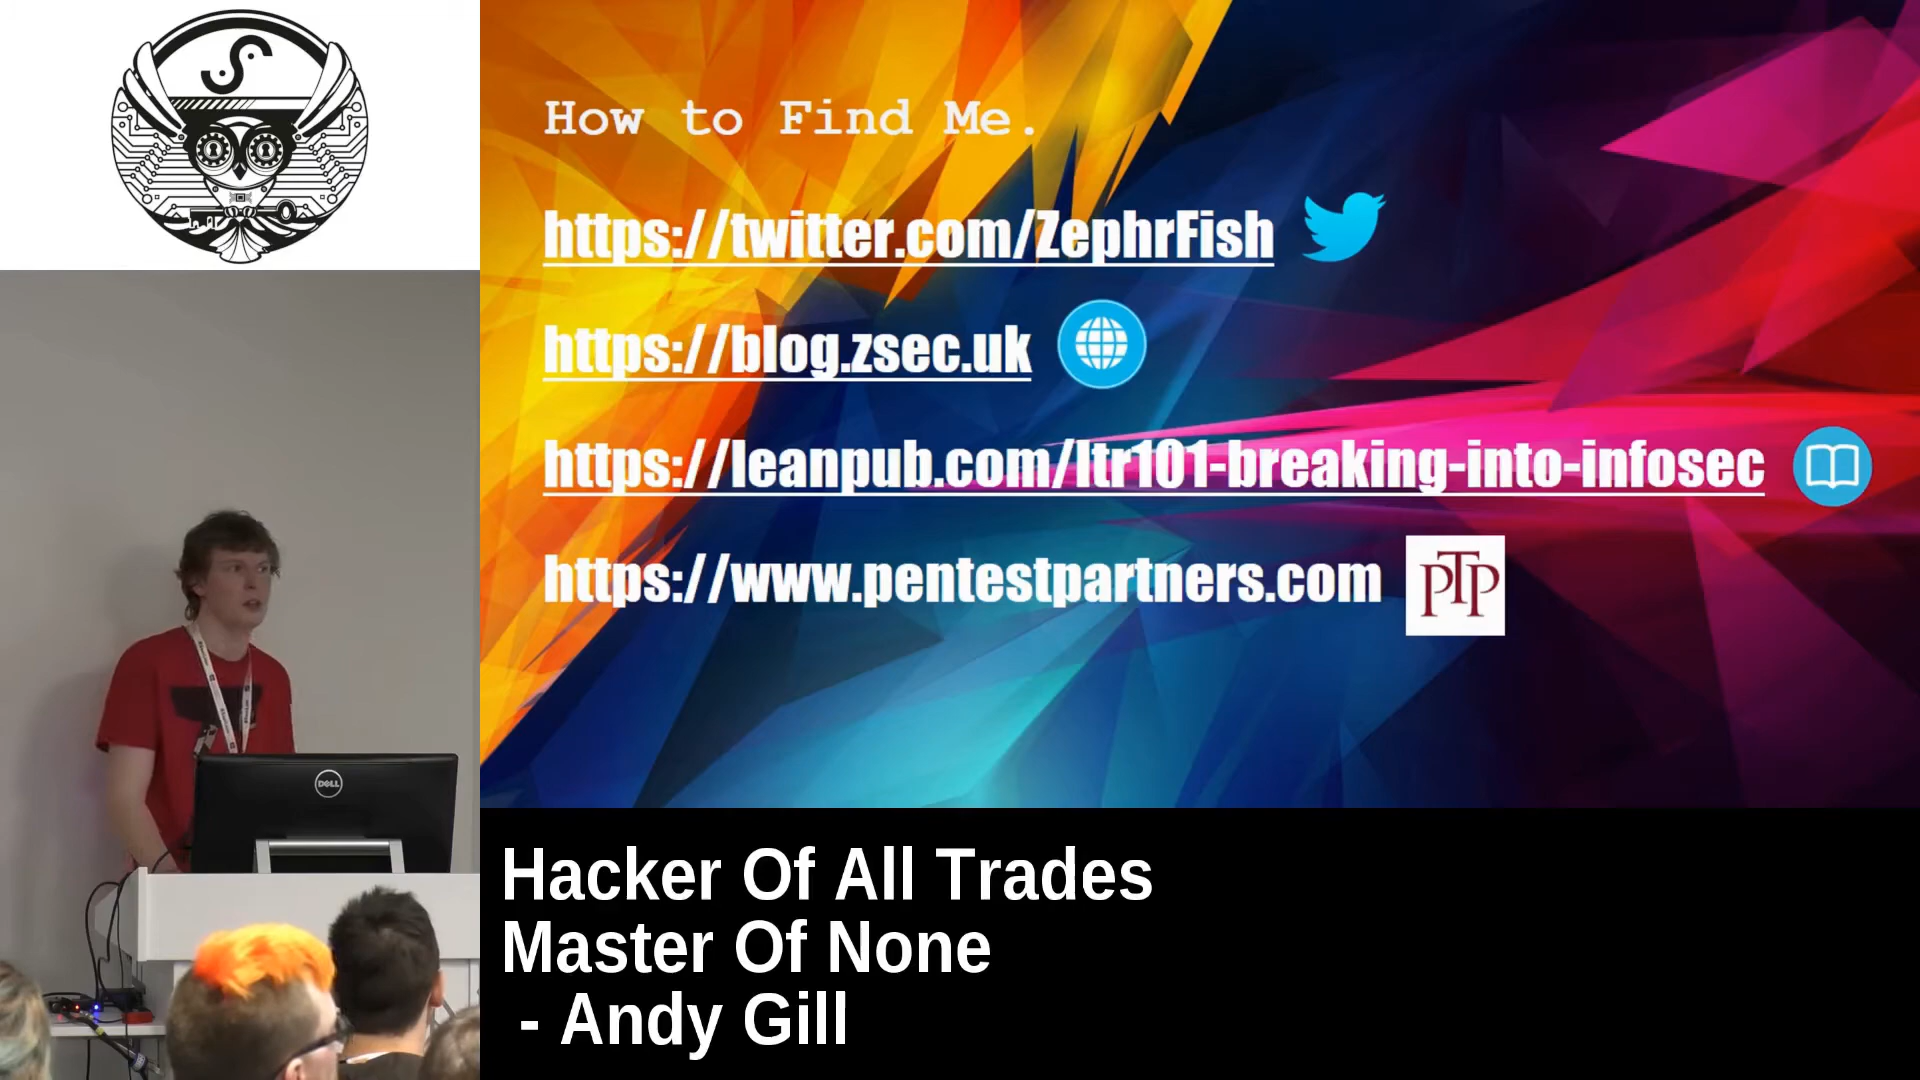 How to Find Me.
https://twitter.com/ZephrFish
https://blog.zsec.uk
https://leanpub.com/ltr101-breaking-into-infosec
https://www.pentestpartners.com
PTP
DELL
Hacker Of All Trades
Master Of None
- Andy Gill